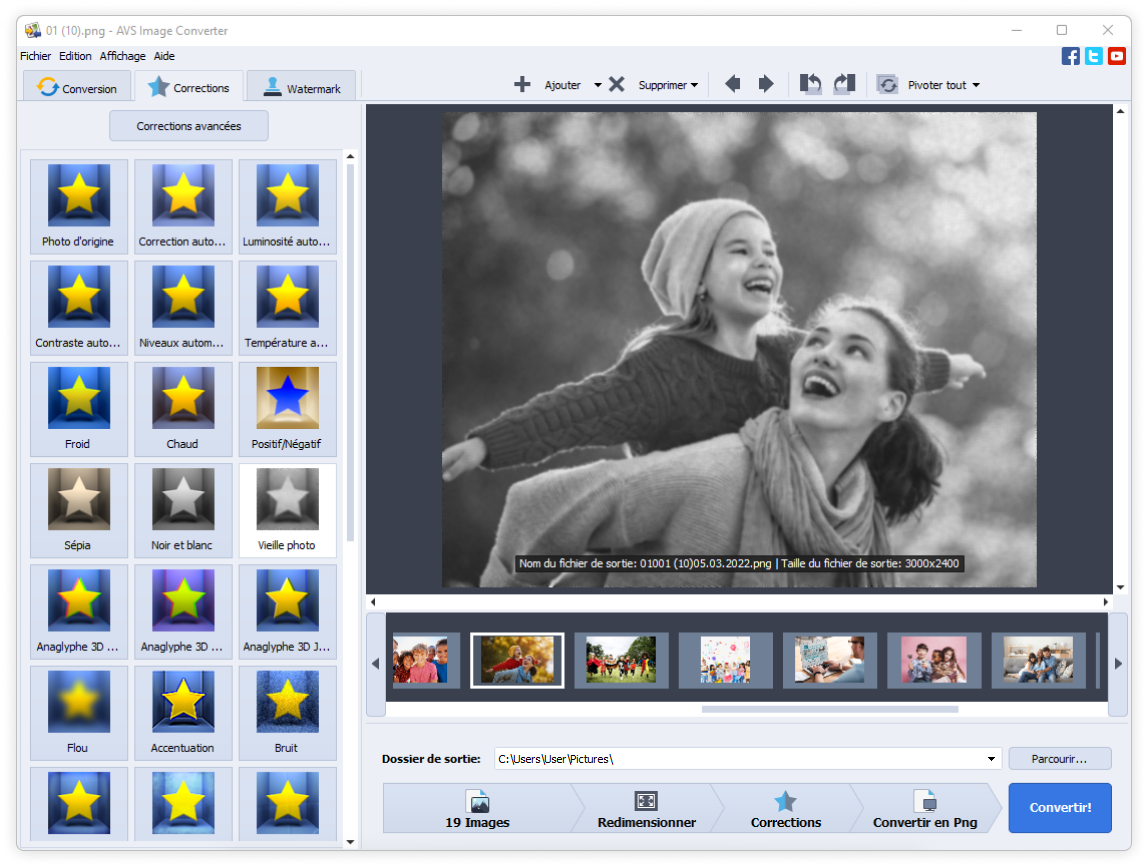 01 (10).png - AVS Image Converter
Fichier Edition Affichage Aide
Conversion Corrections Watermark
Ajouter Supprimer Pivoter tout
Corrections avancées
Photo d'origine Correction auto... Luminosité auto...
Contraste auto... Niveaux autom... Température a...
Froid Chaud Positif/Négatif
Sépia Noir et blanc Vieille photo
Anaglyphe 3D ... Anaglyphe 3D ... Anaglyphe 3D J...
Flou Accentuation Bruit
Nom du fichier de sortie: 01001 (10)05.03.2022.png | Taille du fichier de sortie: 3000x2400
Dossier de sortie: C:\Users\User\Pictures\ Parcourir...
19 Images Redimensionner Corrections Convertir en Png Convertir!